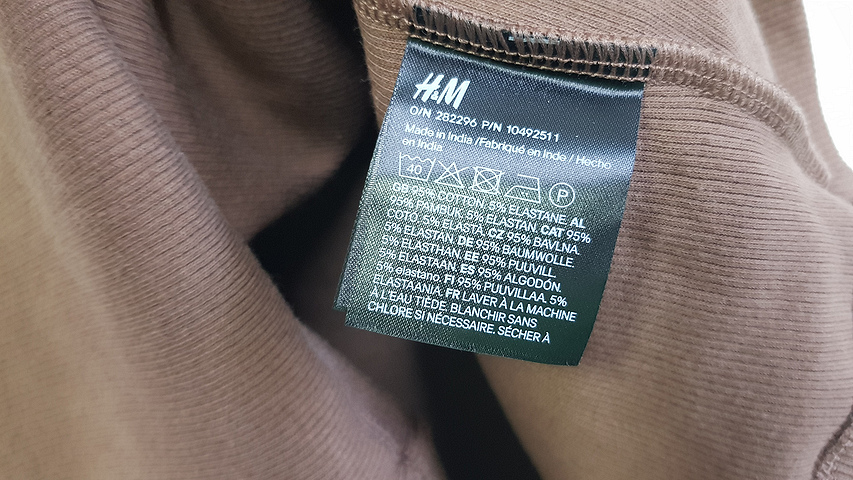 H&M
O/N 282296 P/N 10492511
Made in India /Fabriqué en Inde / Hecho
en India
40 P
GB 95% COTTON, 5% ELASTANE. AL
95% PAMBUK, 5% ELASTAN. CAT 95%
COTÓ, 5% ELASTÀ. CZ 95% BAVLNA,
5% ELASTAN. DE 95% BAUMWOLLE,
5% ELASTHAN. EE 95% PUUVILL,
5% ELASTAAN. ES 95% ALGODÓN,
5% elastano. FI 95% PUUVILLAA, 5%
ELASTAANIA. FR LAVER À LA MACHINE
À L'EAU TIÈDE. BLANCHIR SANS
CHLORE SI NÉCESSAIRE. SÉCHER À